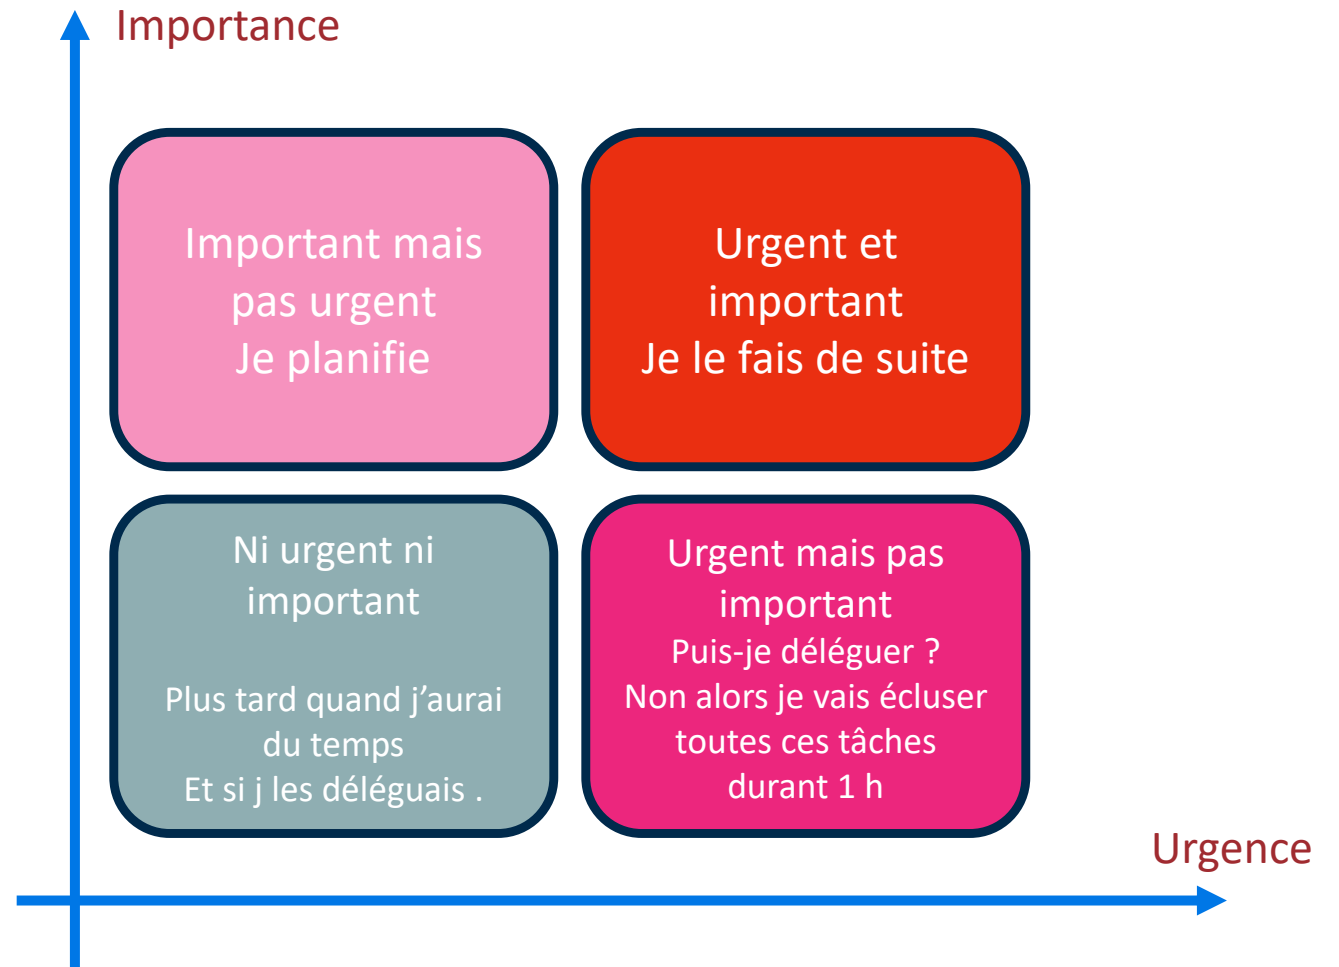 Importance
Important mais
pas urgent
Je planifie
Urgent et
important
Je le fais de suite
Ni urgent ni
important
Plus tard quand j’aurai
du temps
Et si j les déléguais .
Urgent mais pas
important
Puis-je déléguer ?
Non alors je vais écluser
toutes ces tâches
durant 1 h
Urgence